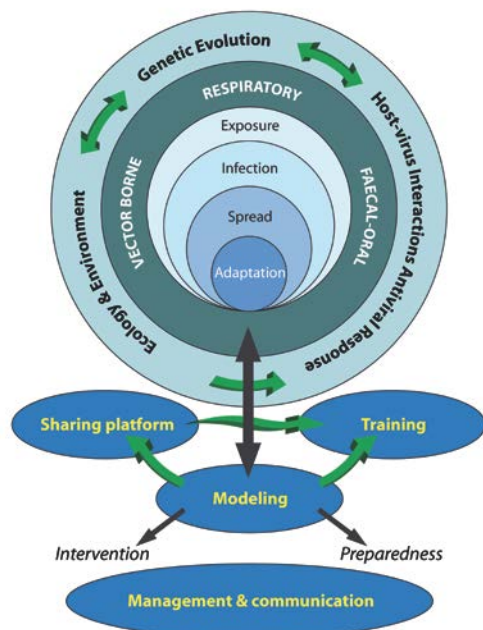 Genetic Evolution
Host-virus Interactions Antiviral Response
Ecology & Environment
RESPIRATORY
VECTOR BORNE
FAECAL-ORAL
Exposure
Infection
Spread
Adaptation
Sharing platform
Training
Modeling
Intervention
Preparedness
Management & communication